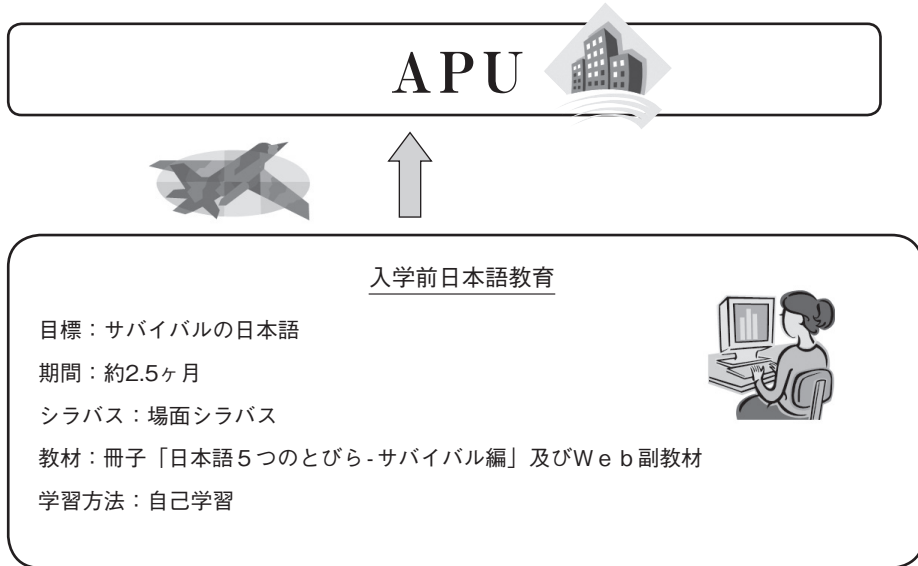 APU
入学前日本語教育
目標：サバイバルの日本語
期間：約2.5ヶ月
シラバス：場面シラバス
教材：冊子「日本語５つのとびら-サバイバル編」及びＷｅｂ副教材
学習方法：自己学習